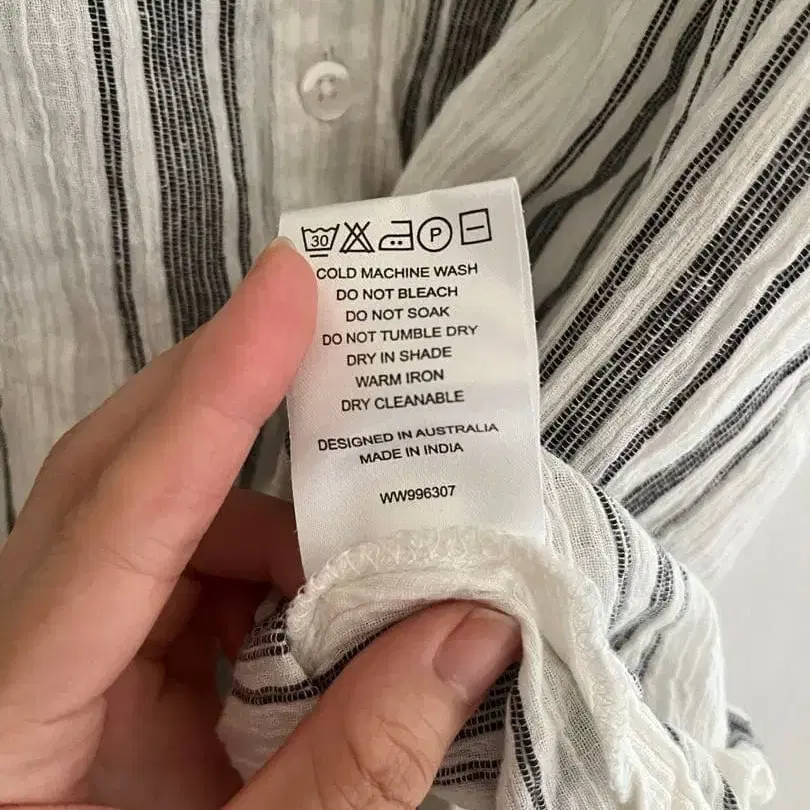 30 P
COLD MACHINE WASH
DO NOT BLEACH
DO NOT SOAK
DO NOT TUMBLE DRY
DRY IN SHADE
WARM IRON
DRY CLEANABLE
DESIGNED IN AUSTRALIA
MADE IN INDIA
WW996307